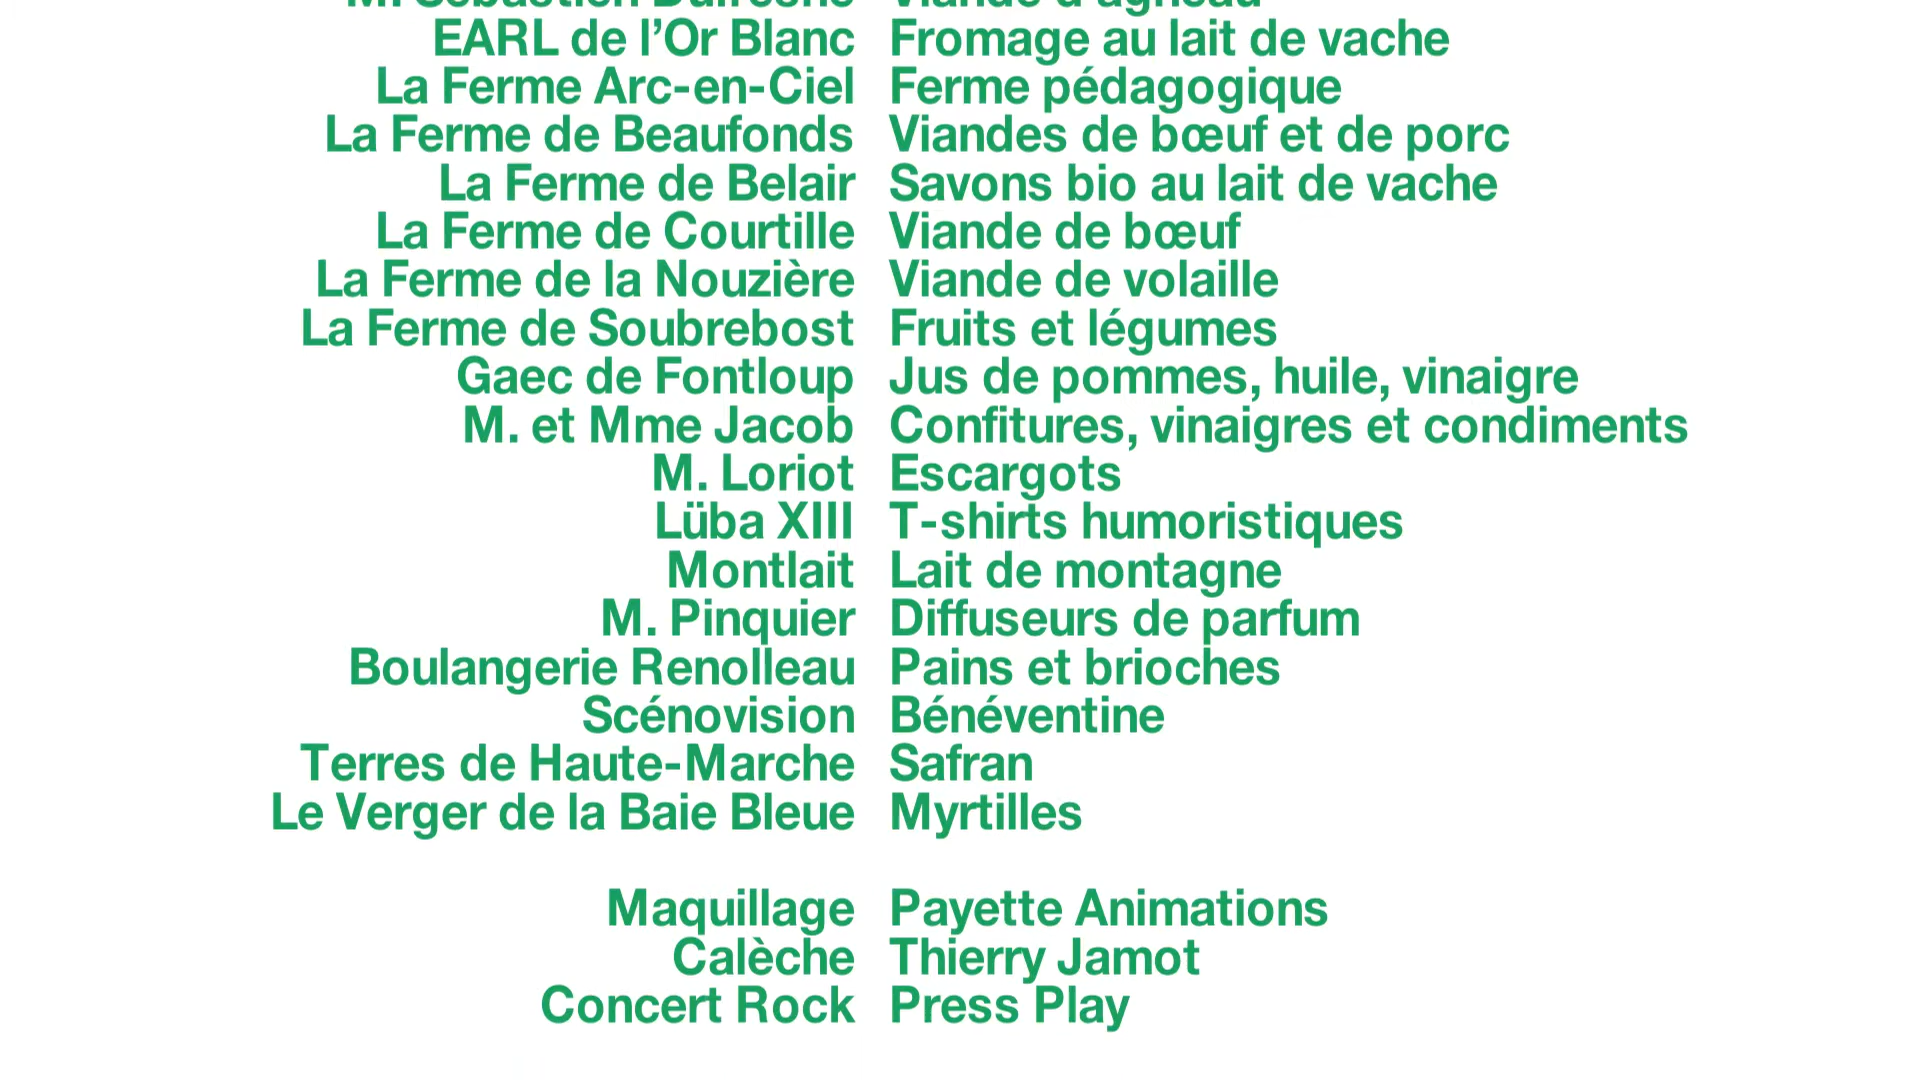 M. Sébastien Dufresne Viande d'agneau
EARL de l’Or Blanc Fromage au lait de vache
La Ferme Arc-en-Ciel Ferme pédagogique
La Ferme de Beaufonds Viandes de bœuf et de porc
La Ferme de Belair Savons bio au lait de vache
La Ferme de Courtille Viande de bœuf
La Ferme de la Nouzière Viande de volaille
La Ferme de Soubrebost Fruits et légumes
Gaec de Fontloup Jus de pommes, huile, vinaigre
M. et Mme Jacob Confitures, vinaigres et condiments
M. Loriot Escargots
Lüba XIII T-shirts humoristiques
Montlait Lait de montagne
M. Pinquier Diffuseurs de parfum
Boulangerie Renolleau Pains et brioches
Scénovision Bénéventine
Terres de Haute-Marche Safran
Le Verger de la Baie Bleue Myrtilles
Maquillage Payette Animations
Calèche Thierry Jamot
Concert Rock Press Play